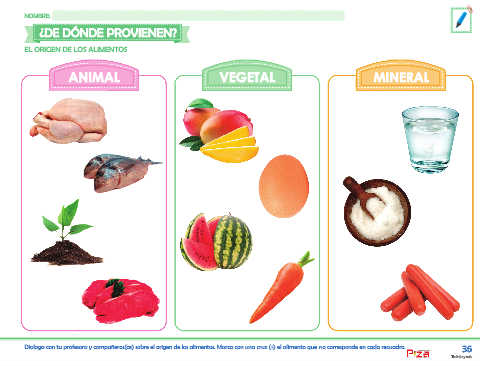 NOMBRE:
¿DE DÓNDE PROVIENEN?
EL ORIGEN DE LOS ALIMENTOS
ANIMAL
VEGETAL
MINERAL
Dialoga con tu profesora y compañeros(as) sobre el origen de los alimentos. Marca con una cruz (x) el alimento que no corresponde en cada recuadro.
36